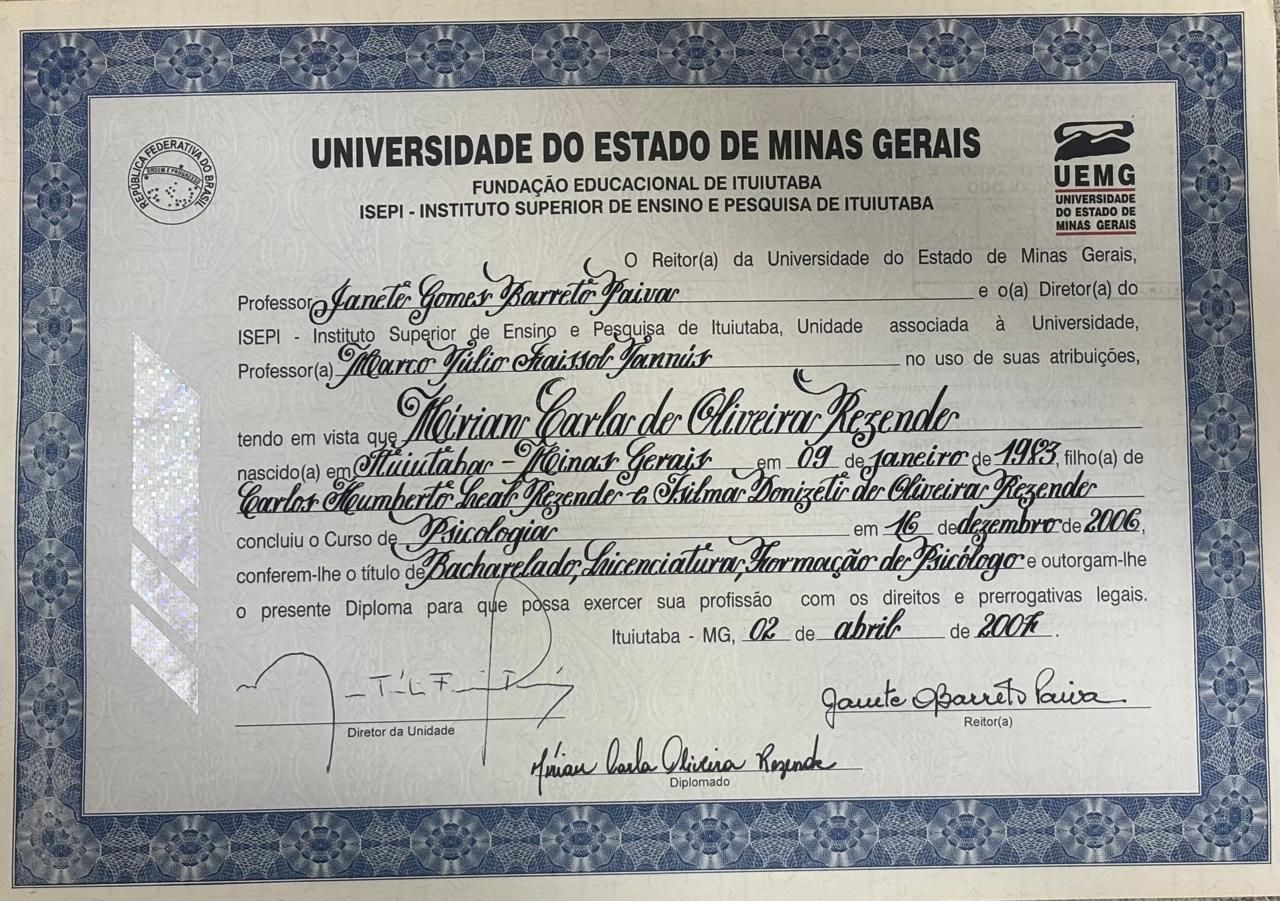 UNIVERSIDADE DO ESTADO DE MINAS GERAIS
FUNDAÇÃO EDUCACIONAL DE ITUIUTABA
ISEPI - INSTITUTO SUPERIOR DE ENSINO E PESQUISA DE ITUIUTABA
REPÚBLICA FEDERATIVA DO BRASIL
ORDEM E PROGRESSO
UEMG
UNIVERSIDADE
DO ESTADO DE
MINAS GERAIS
O Reitor(a) da Universidade do Estado de Minas Gerais,
Professor Janete Gomes Barreto Paiva e o(a) Diretor(a) do
ISEPI - Instituto Superior de Ensino e Pesquisa de Ituiutaba, Unidade associada à Universidade,
Professor(a) Marco Túlio Faissol Tannús no uso de suas atribuições,
tendo em vista que Mírian Carla de Oliveira Rezende
nascido(a) em Ituiutaba - Minas Gerais em 09 de janeiro de 1983, filho(a) de
Carlos Humberto Leal Rezende e Isilma Donizeti de Oliveira Rezende
concluiu o Curso de Psicologia em 16 de dezembro de 2006,
conferem-lhe o título de Bacharelado, Licenciatura, Formação de Psicólogo e outorgam-lhe
o presente Diploma para que possa exercer sua profissão com os direitos e prerrogativas legais.
Ituiutaba - MG, 02 de abril de 2007.
Diretor da Unidade
Janete Barreto Paiva
Reitor(a)
Mírian Carla Oliveira Rezende
Diplomado